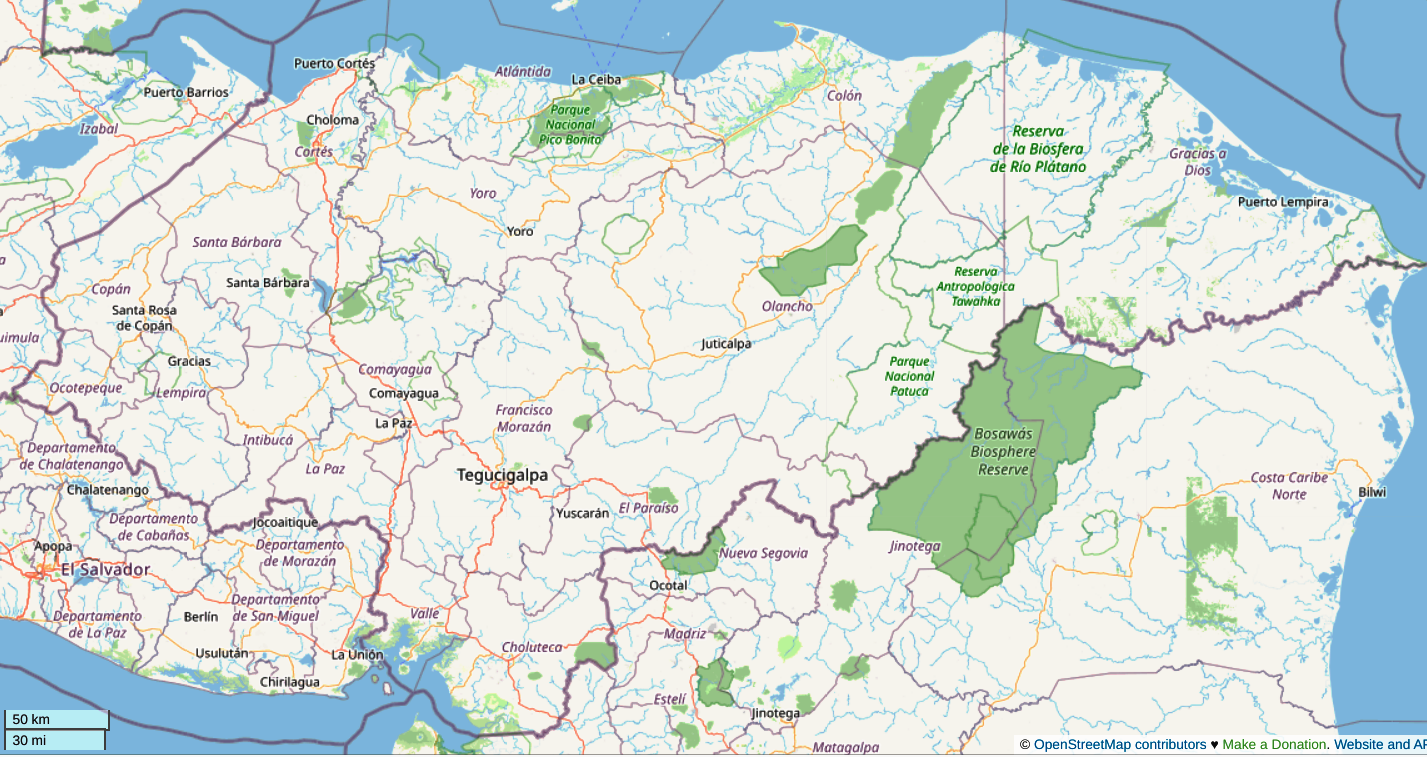 Puerto Cortés
Atlántida
La Ceiba
Puerto Barrios
Colón
Parque
Nacional
Pico Bonito
Choloma
Izabal
Cortés
Reserva
de la Biosfera
de Río Plátano
Gracias a
Dios
Yoro
Puerto Lempira
Yoro
Santa Bárbara
Santa Bárbara
Reserva
Antropologica
Tawahka
Copán
Olancho
Santa Rosa
de Copán
uimula
Juticalpa
Gracias
Comayagua
Parque
Nacional
Patuca
Ocotepeque
Lempira
Comayagua
Francisco
Morazán
La Paz
Intibucá
Bosawás
Biosphere
Reserve
Departamento
de Chalatenango
La Paz
Tegucigalpa
Costa Caribe
Norte
Chalatenango
Bilwi
El Paraíso
Yuscarán
Departamento
de Cabañas
Jocoaitique
Apopa
Departamento
de Morazán
Nueva Segovia
Jinotega
El Salvador
Ocotal
Departamento
de La Paz
Berlín
Departamento
de San Miguel
Valle
Madriz
Usulután
La Unión
Choluteca
Chirilagua
Estelí
Jinotega
Matagalpa
50 km
30 mi
© OpenStreetMap contributors ♥ Make a Donation. Website and AP